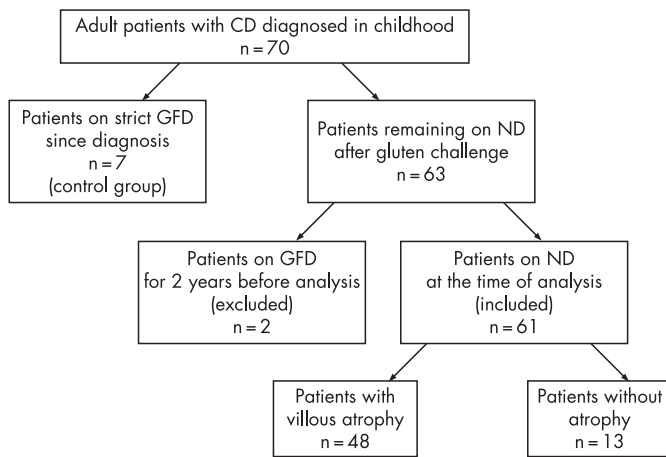 Adult patients with CD diagnosed in childhood
n = 70
Patients on strict GFD
since diagnosis
n = 7
(control group)
Patients remaining on ND
after gluten challenge
n = 63
Patients on GFD
for 2 years before analysis
(excluded)
n = 2
Patients on ND
at the time of analysis
(included)
n = 61
Patients with
villous atrophy
n = 48
Patients without
atrophy
n = 13